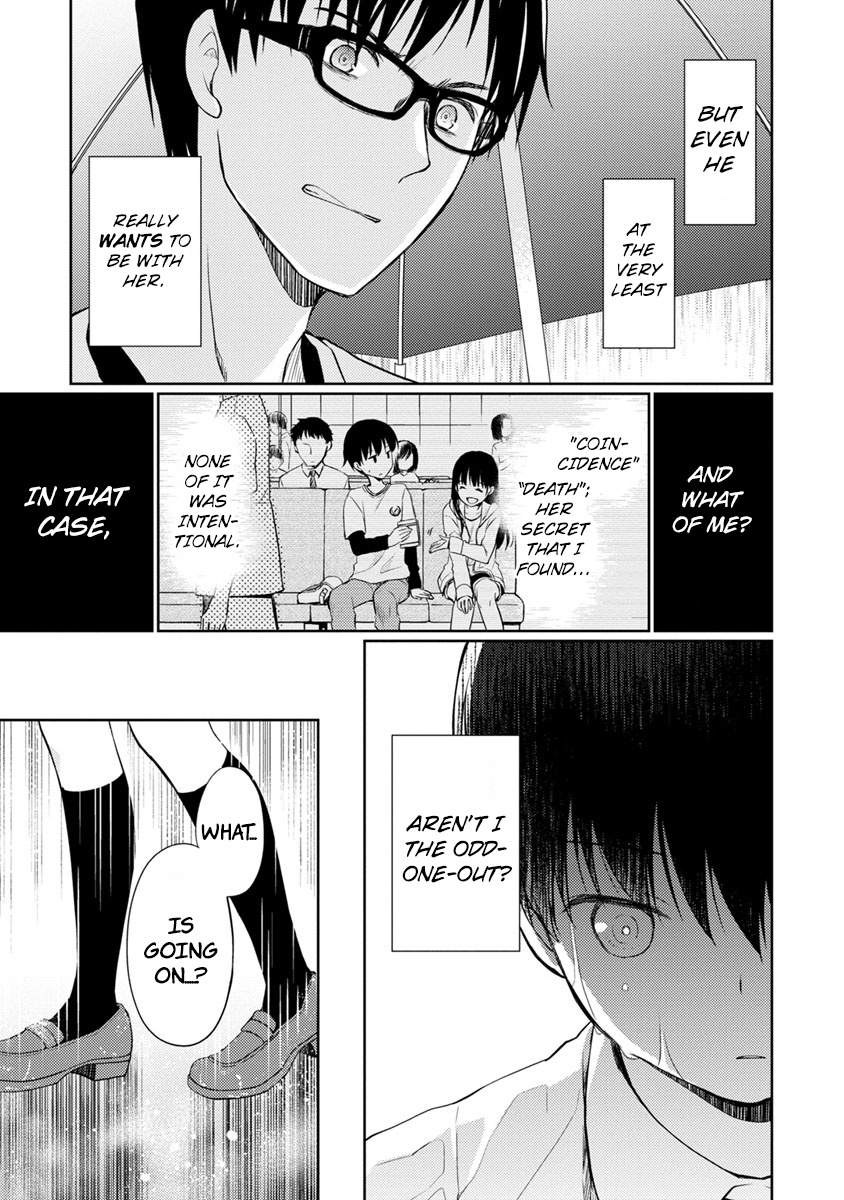 BUT
EVEN
HE
AT
THE
VERY
LEAST
REALLY
WANTS TO
BE WITH
HER.
AND
WHAT
OF ME?
"COIN-
CIDENCE"
"DEATH";
HER
SECRET
THAT I
FOUND...
NONE
OF IT
WAS
INTEN-
TIONAL.
IN THAT
CASE,
AREN'T I
THE ODD-
ONE-OUT?
WHAT...
IS
GOING
ON....?